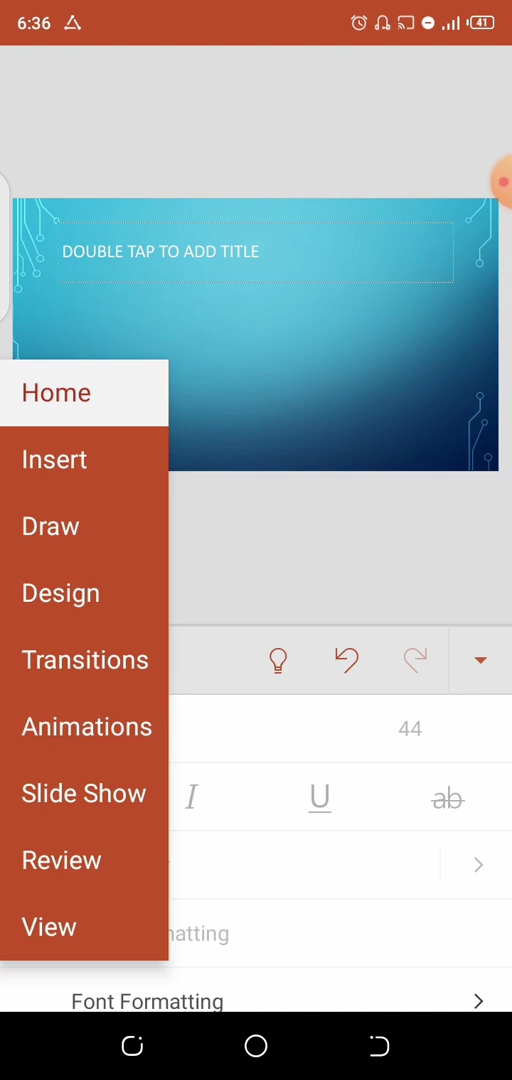 6:36
41
DOUBLE TAP TO ADD TITLE
Home
Insert
Draw
Design
Transitions
Animations
44
Slide Show
I U ab
Review
View
matting
Font Formatting